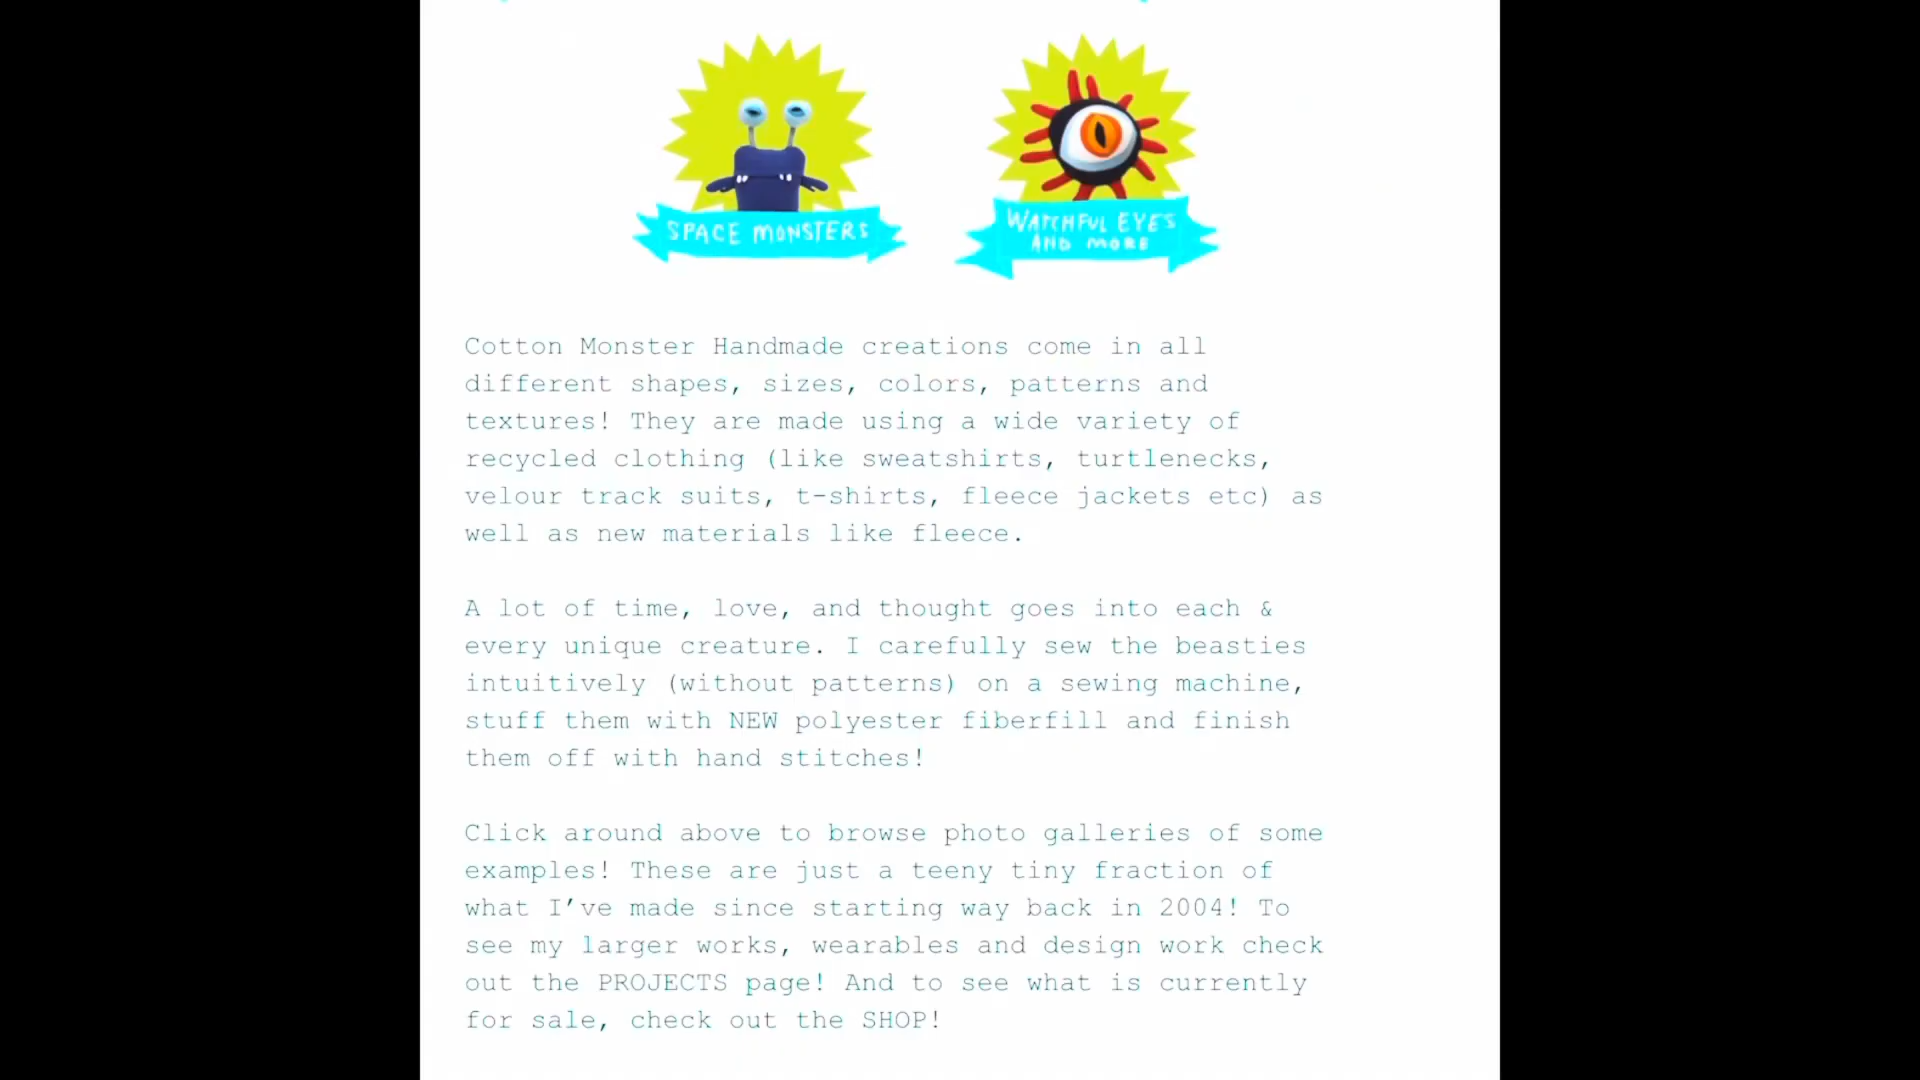 SPACE MONSTERS
WATCHFUL EYES
AND MORE
Cotton Monster Handmade creations come in all
different shapes, sizes, colors, patterns and
textures! They are made using a wide variety of
recycled clothing (like sweatshirts, turtlenecks,
velour track suits, t-shirts, fleece jackets etc) as
well as new materials like fleece.
A lot of time, love, and thought goes into each &
every unique creature. I carefully sew the beasties
intuitively (without patterns) on a sewing machine,
stuff them with NEW polyester fiberfill and finish
them off with hand stitches!
Click around above to browse photo galleries of some
examples! These are just a teeny tiny fraction of
what I’ve made since starting way back in 2004! To
see my larger works, wearables and design work check
out the PROJECTS page! And to see what is currently
for sale, check out the SHOP!